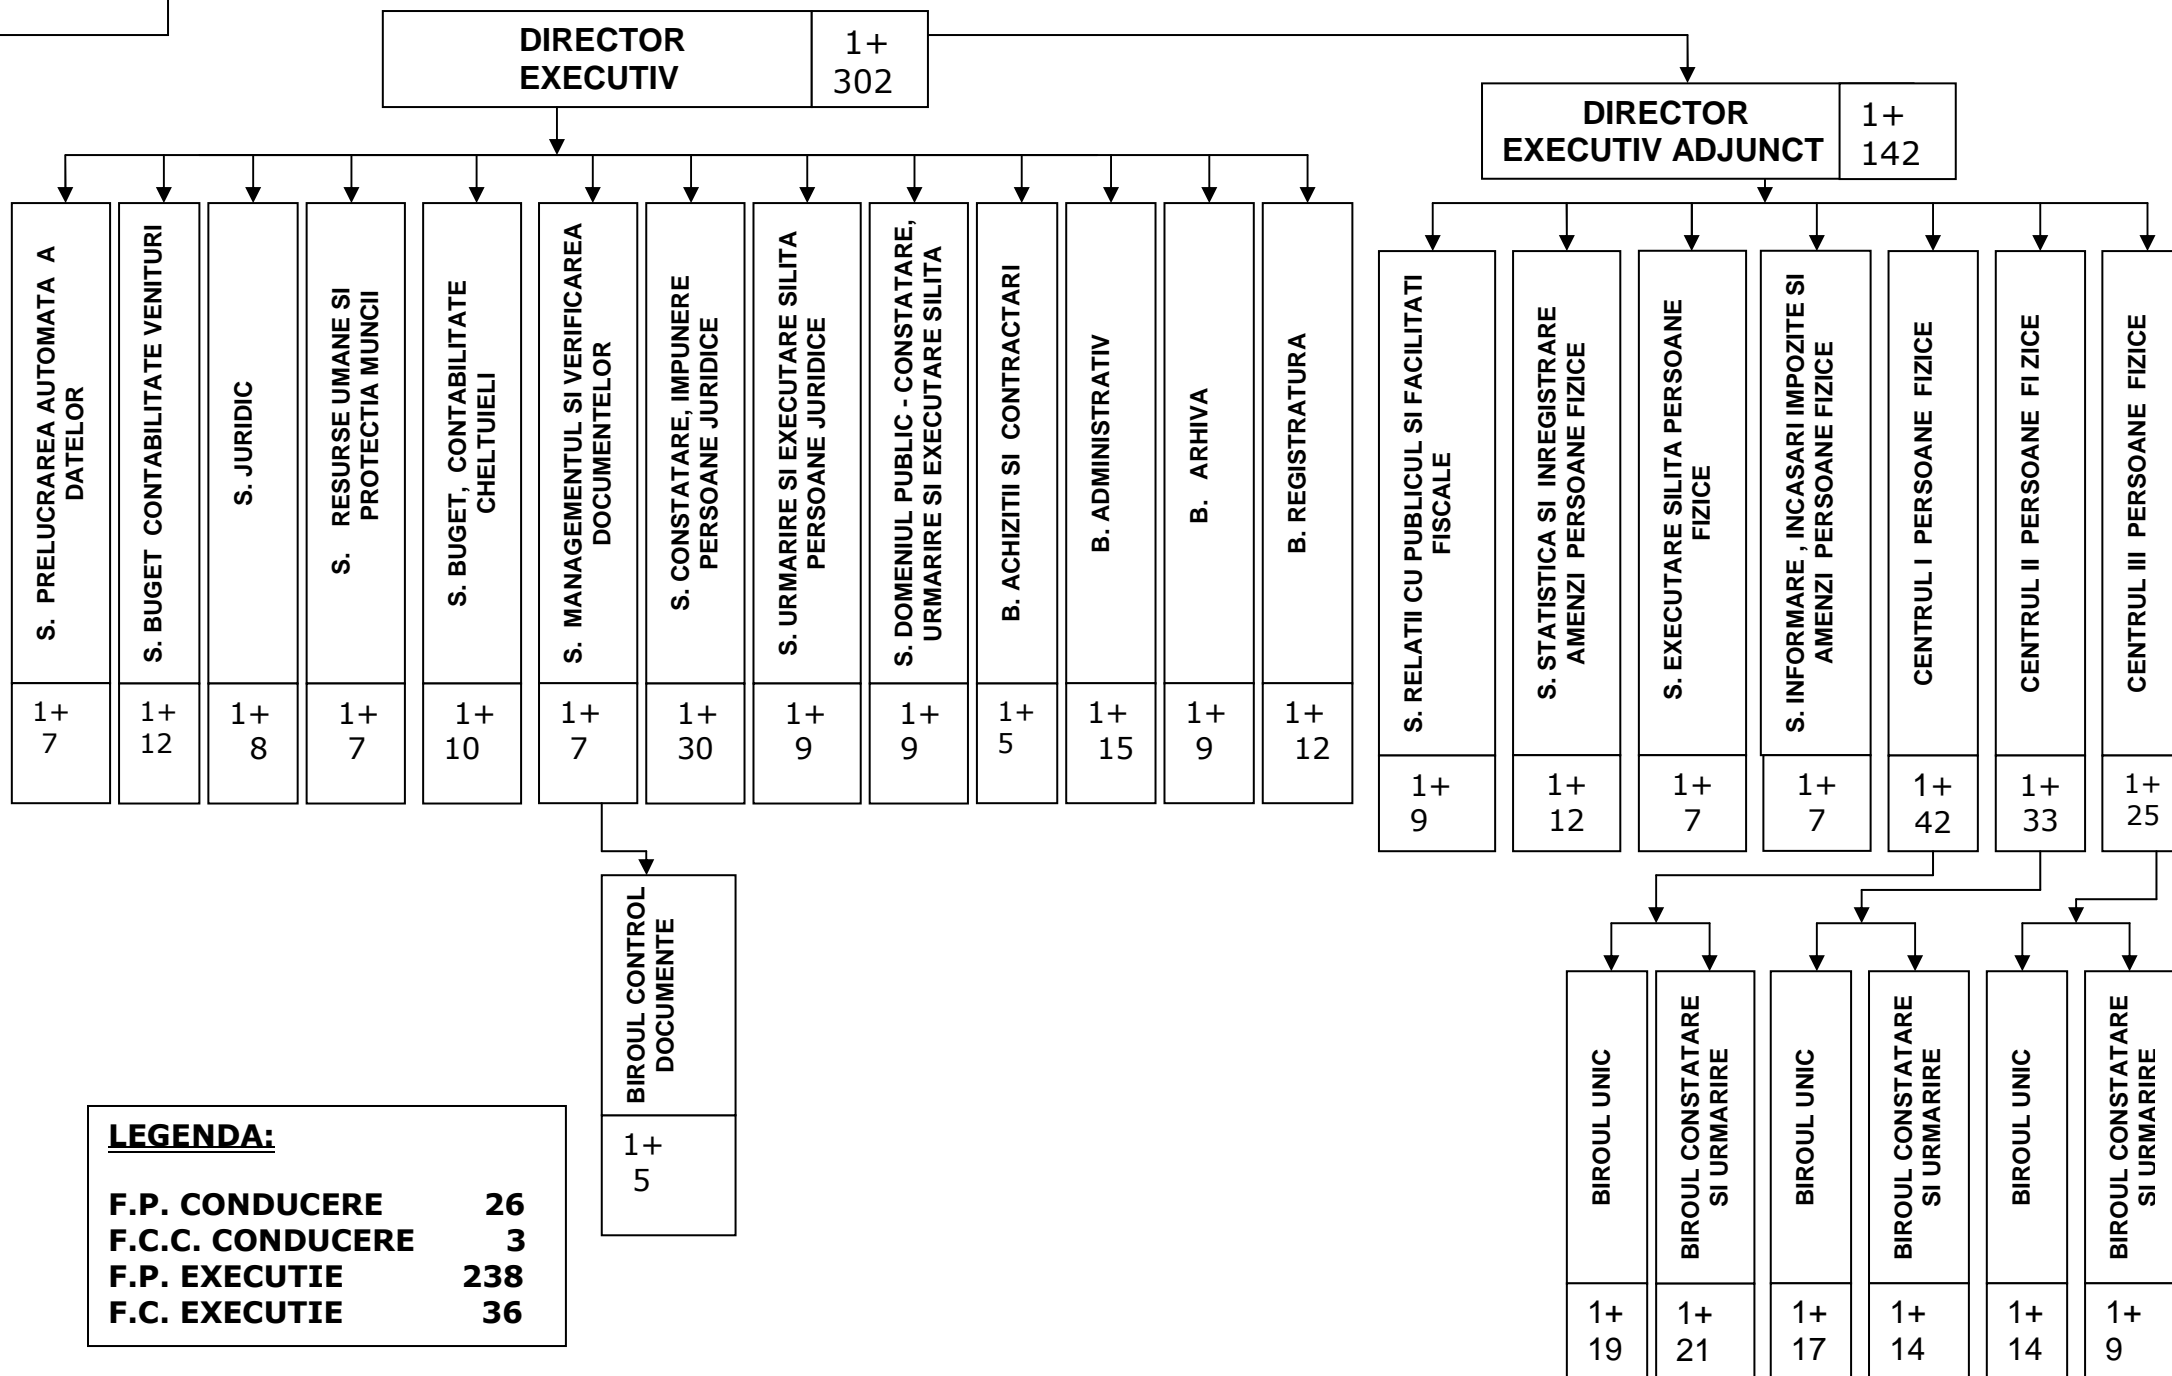 DIRECTOR
EXECUTIV
1+
302
DIRECTOR
EXECUTIV ADJUNCT
1+
142
S. PRELUCRAREA AUTOMATA A
DATELOR
1+
7
S. BUGET CONTABILITATE VENITURI
1+
12
S. JURIDIC
1+
8
S. RESURSE UMANE SI
PROTECTIA MUNCII
1+
7
S. BUGET, CONTABILITATE
CHELTUIELI
1+
10
S. MANAGEMENTUL SI VERIFICAREA
DOCUMENTELOR
1+
7
S. CONSTATARE, IMPUNERE
PERSOANE JURIDICE
1+
30
S. URMARIRE SI EXECUTARE SILITA
PERSOANE JURIDICE
1+
9
S. DOMENIUL PUBLIC - CONSTATARE,
URMARIRE SI EXECUTARE SILITA
1+
9
B. ACHIZITII SI CONTRACTARI
1+
5
B. ADMINISTRATIV
1+
15
B. ARHIVA
1+
9
B. REGISTRATURA
1+
12
S. RELATII CU PUBLICUL SI FACILITATI
FISCALE
1+
9
S. STATISTICA SI INREGISTRARE
AMENZI PERSOANE FIZICE
1+
12
S. EXECUTARE SILITA PERSOANE
FIZICE
1+
7
S. INFORMARE , INCASARI IMPOZITE SI
AMENZI PERSOANE FIZICE
1+
7
CENTRUL I PERSOANE FIZICE
1+
42
CENTRUL II PERSOANE FI ZICE
1+
33
CENTRUL III PERSOANE FIZICE
1+
25
BIROUL CONTROL
DOCUMENTE
1+
5
BIROUL UNIC
1+
19
BIROUL CONSTATARE
SI URMARIRE
1+
21
BIROUL UNIC
1+
17
BIROUL CONSTATARE
SI URMARIRE
1+
14
BIROUL UNIC
1+
14
BIROUL CONSTATARE
SI URMARIRE
1+
9
LEGENDA:
F.P. CONDUCERE 26
F.C.C. CONDUCERE 3
F.P. EXECUTIE 238
F.C. EXECUTIE 36